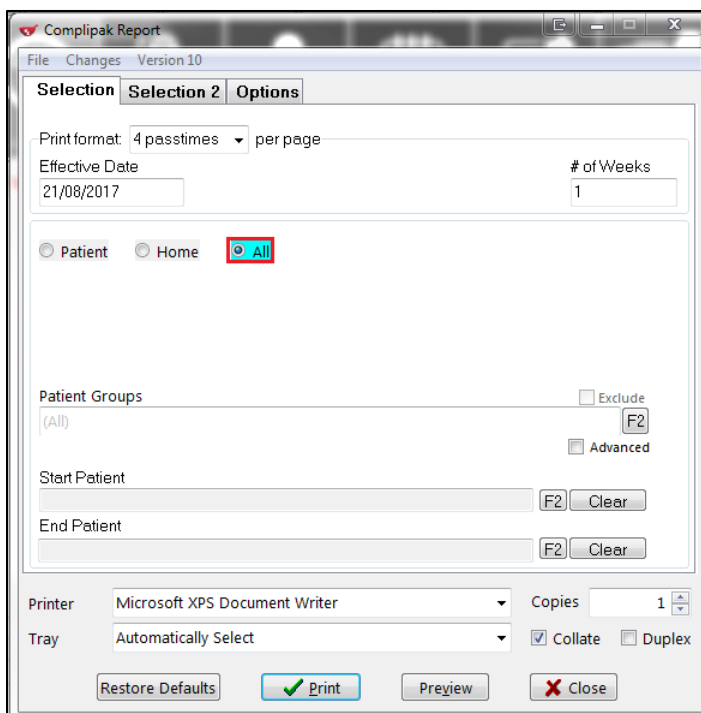 Complipak Report
File Changes Version 10
Selection Selection 2 Options
Print format: 4 passtimes per page
Effective Date # of Weeks
21/08/2017 1
Patient Home All
Patient Groups Exclude
(All) F2
Advanced
Start Patient
F2 Clear
End Patient
F2 Clear
Printer Microsoft XPS Document Writer Copies 1
Tray Automatically Select Collate Duplex
Restore Defaults Print Preview Close